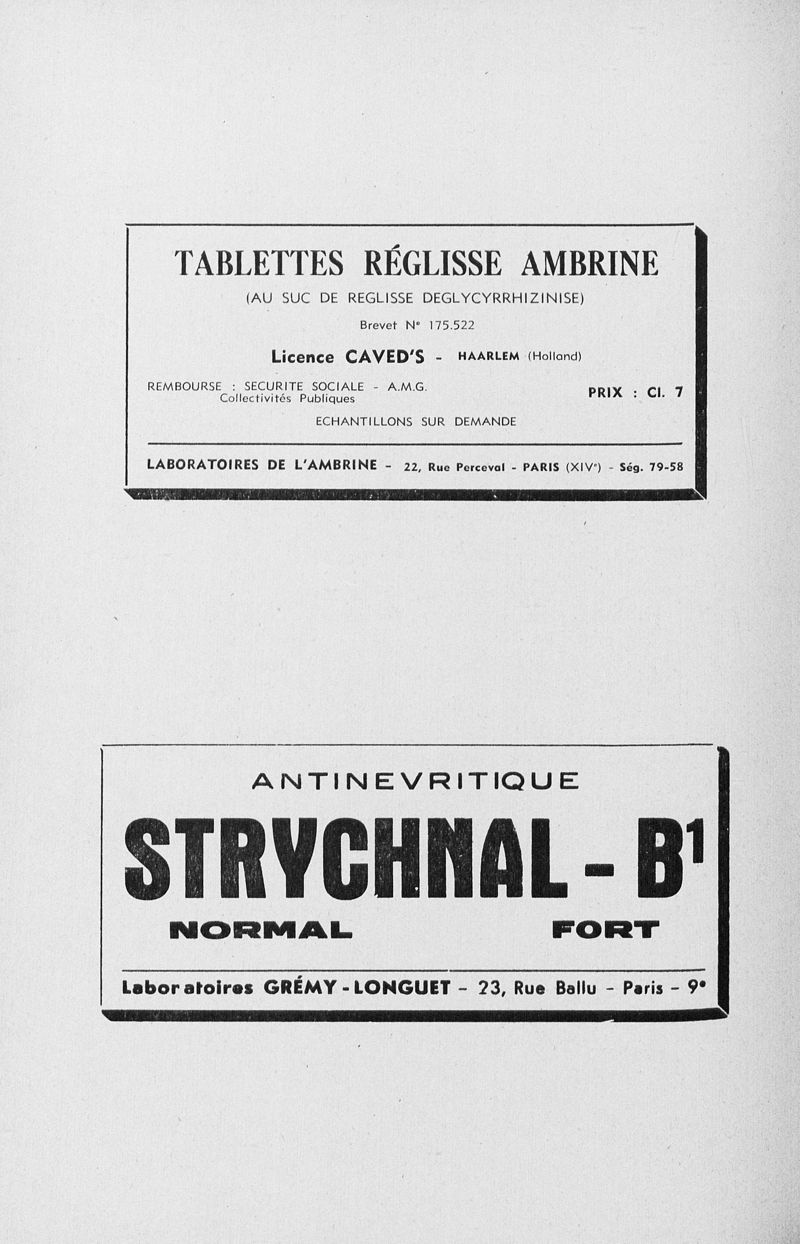 TABLETTES RÉGLISSE AMBRINE
(AU SUC DE REGLISSE DEGLYCYRRHIZINISE)
Brevet N° 175.522
Licence CAVED'S - HAARLEM (Holland)
REMBOURSE : SECURITE SOCIALE - A.M.G.
Collectivités Publiques
PRIX : Cl. 7
ECHANTILLONS SUR DEMANDE
LABORATOIRES DE L'AMBRINE - 22, Rue Perceval - PARIS (XIVe) - Ség. 79-58
ANTINEVRITIQUE
STRYCHNAL - B1
NORMAL FORT
Laboratoires GRÉMY-LONGUET - 23, Rue Ballu - Paris - 9e